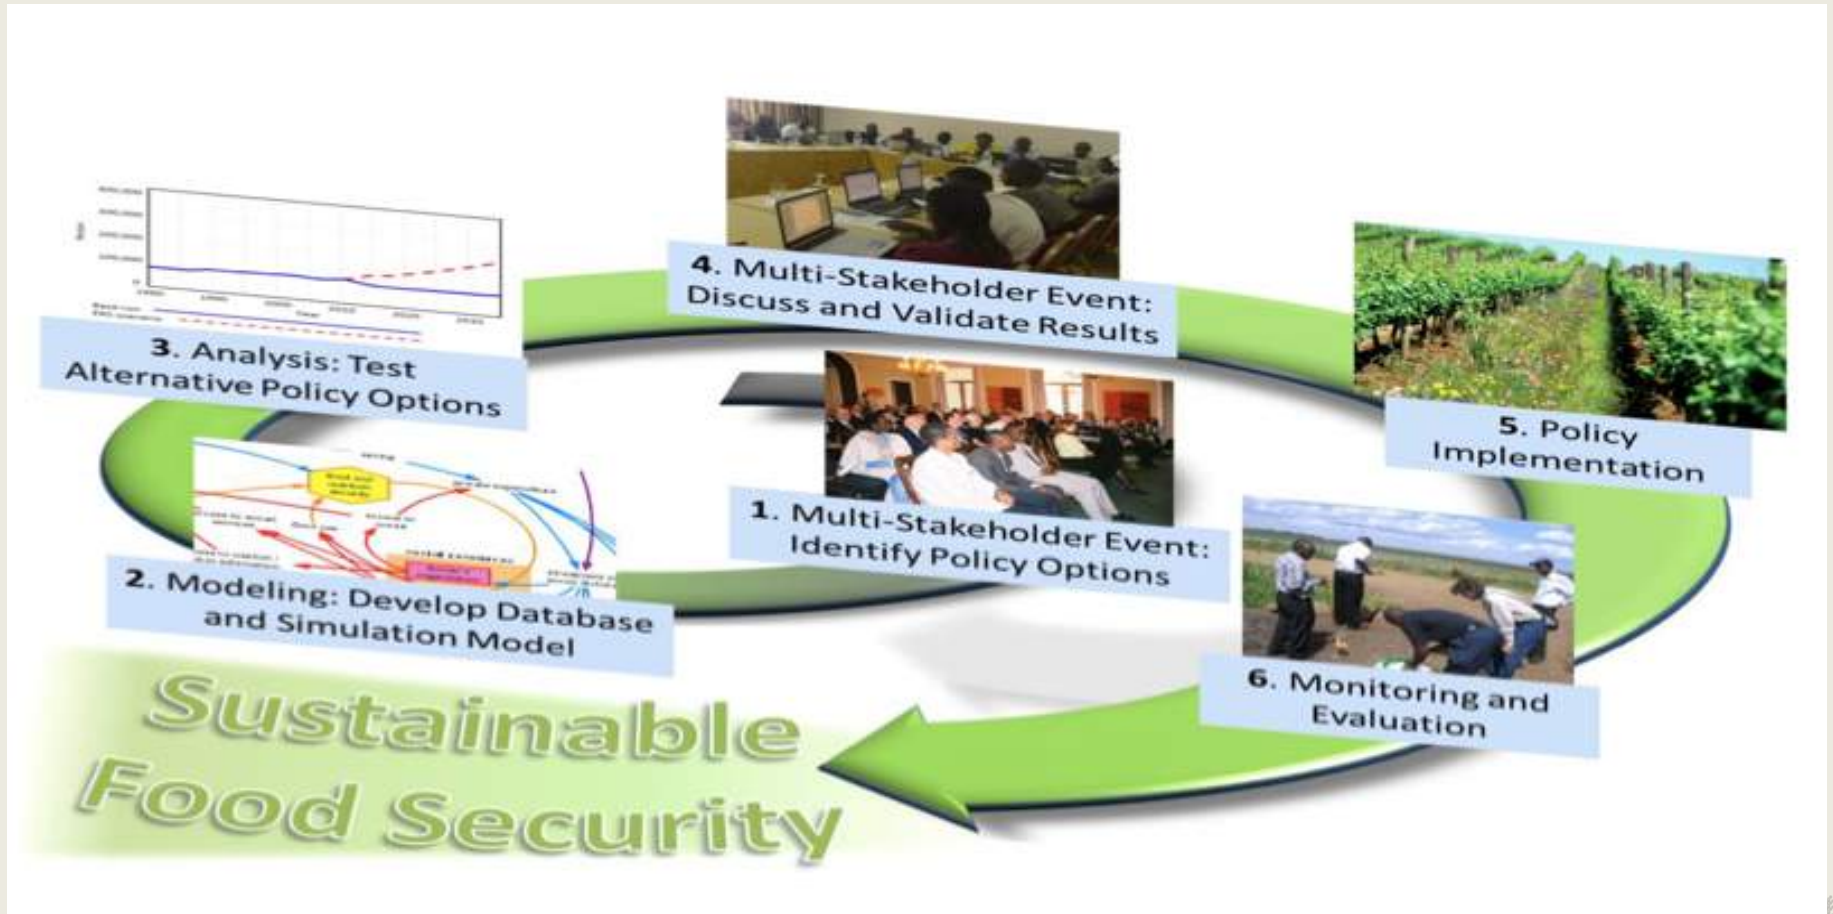 4. Multi-Stakeholder Event:
Discuss and Validate Results
3. Analysis: Test
Alternative Policy Options
5. Policy
Implementation
1. Multi-Stakeholder Event:
Identify Policy Options
2. Modeling: Develop Database
and Simulation Model
6. Monitoring and
Evaluation
Sustainable
Food Security